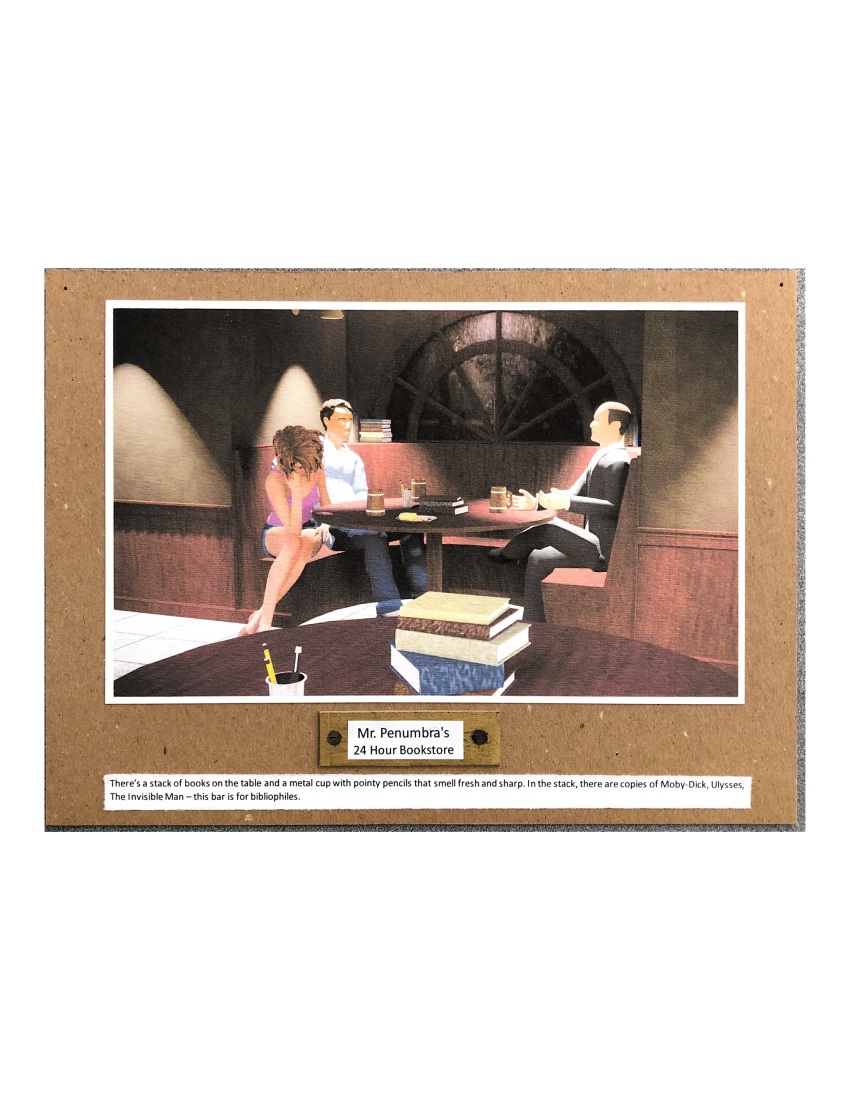 Mr. Penumbra's
24 Hour Bookstore
There's a stack of books on the table and a metal cup with pointy pencils that smell fresh and sharp. In the stack, there are copies of Moby-Dick, Ulysses,
The Invisible Man – this bar is for bibliophiles.